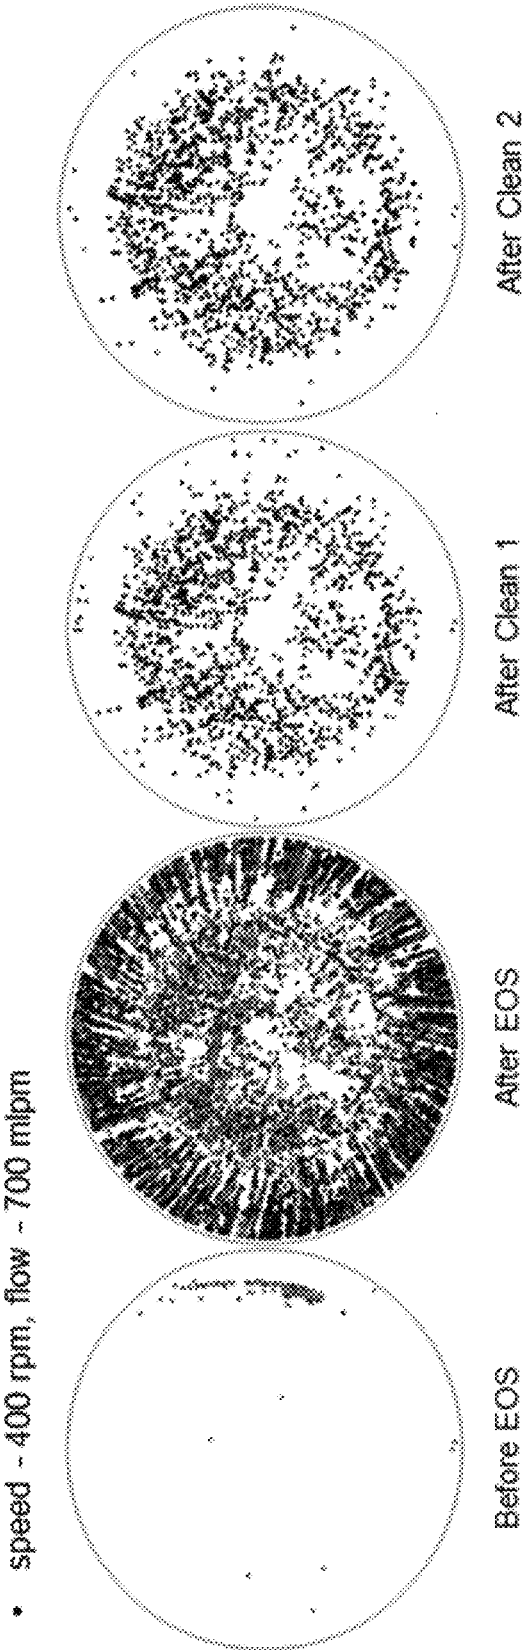 • speed - 400 rpm, flow - 700 mlpm
Before EOS
After EOS
After Clean 1
After Clean 2